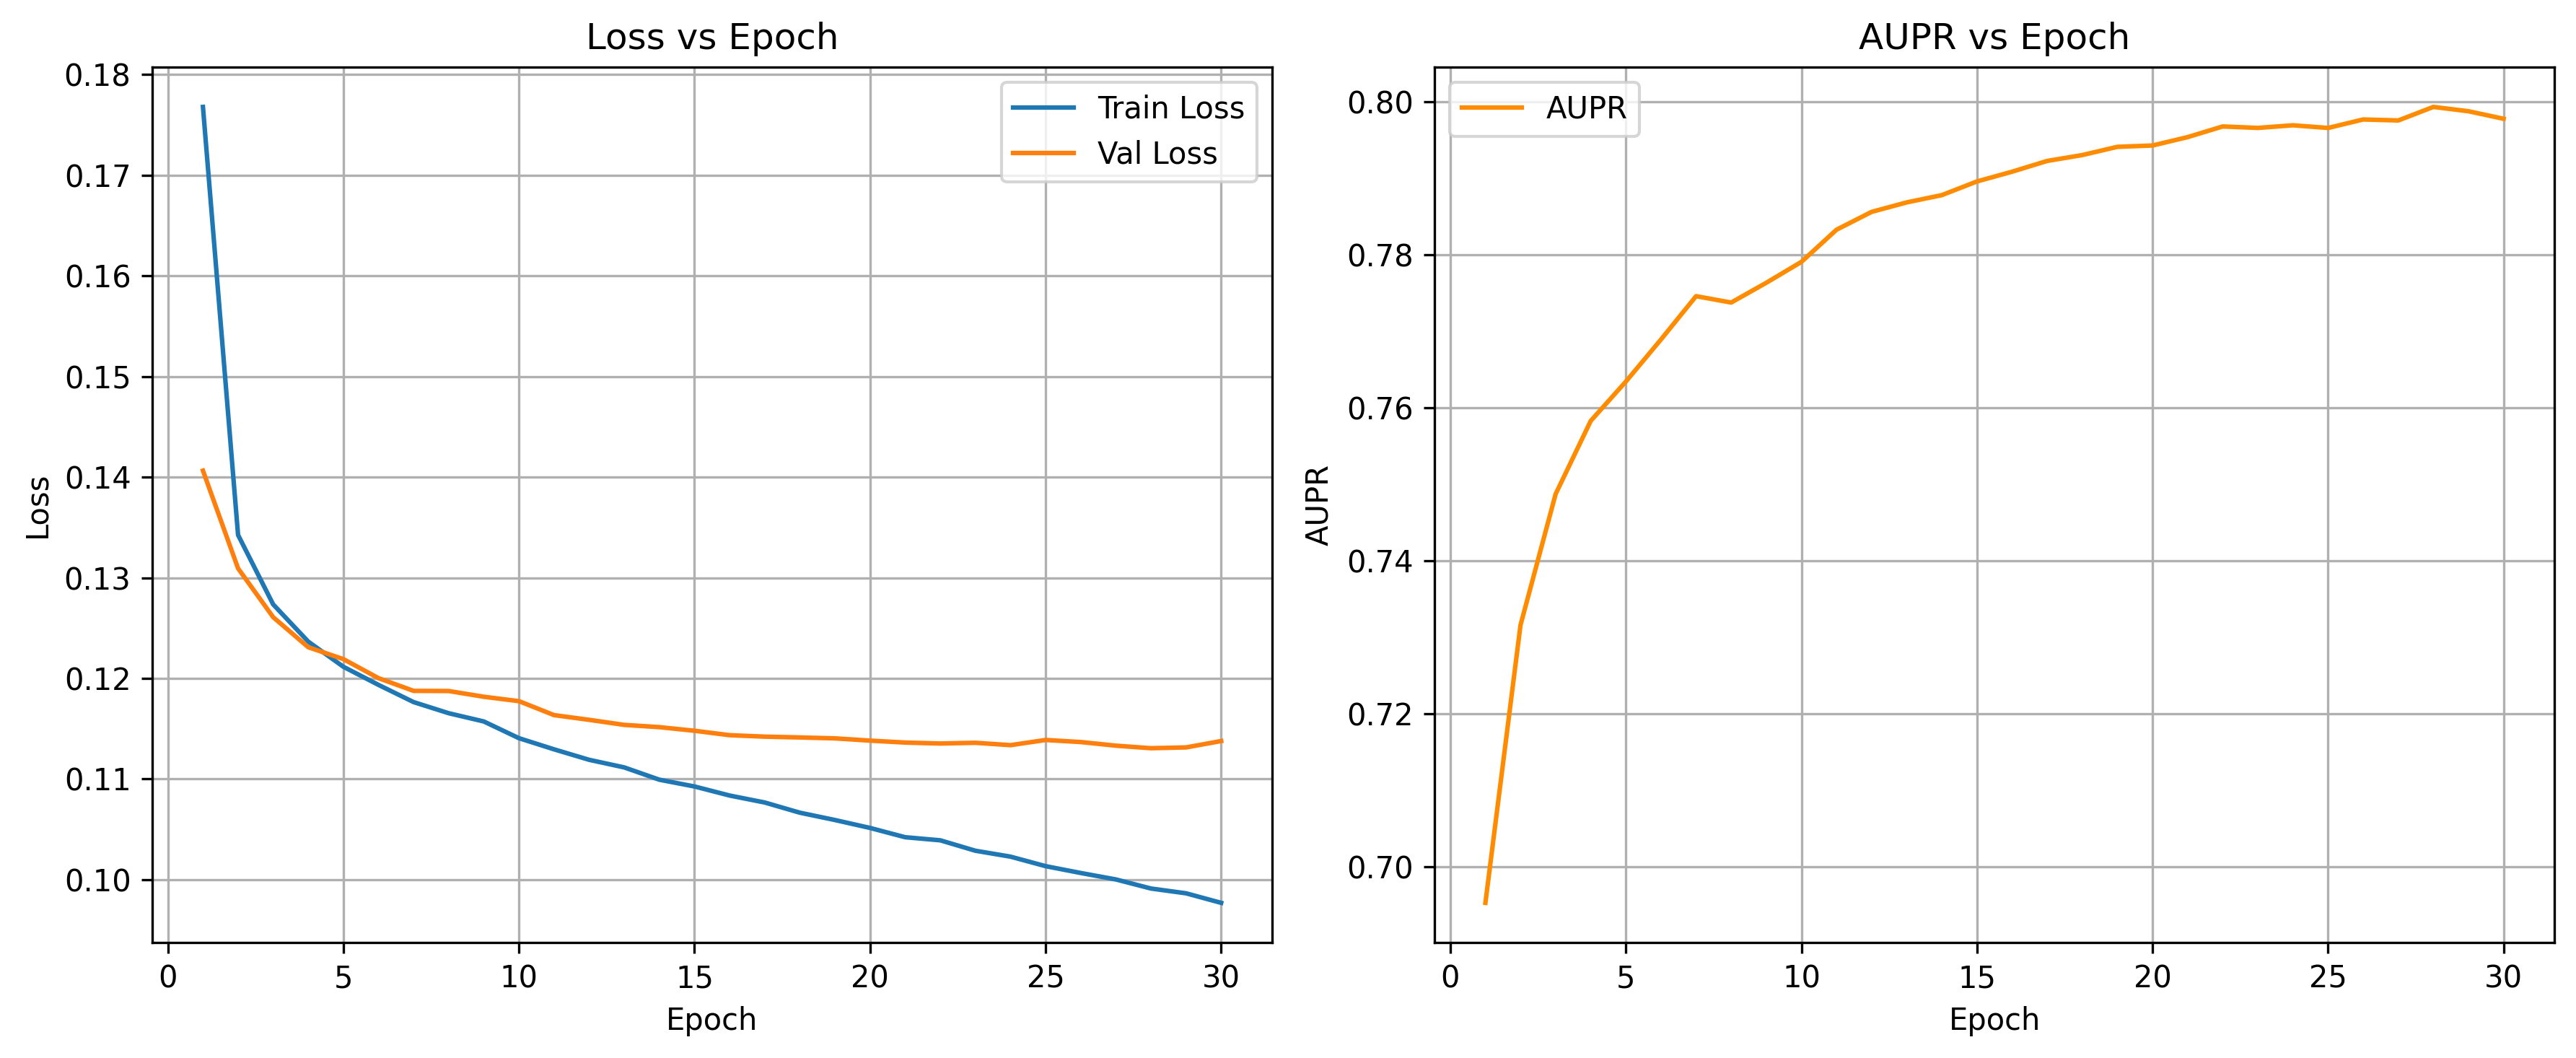 Loss vs Epoch
0.18
0.17
0.16
0.15
0.14
0.13
0.12
0.11
0.10
Loss
Train Loss
Val Loss
0 5 10 15 20 25 30
Epoch
AUPR vs Epoch
0.80
0.78
0.76
0.74
0.72
0.70
AUPR
AUPR
0 5 10 15 20 25 30
Epoch